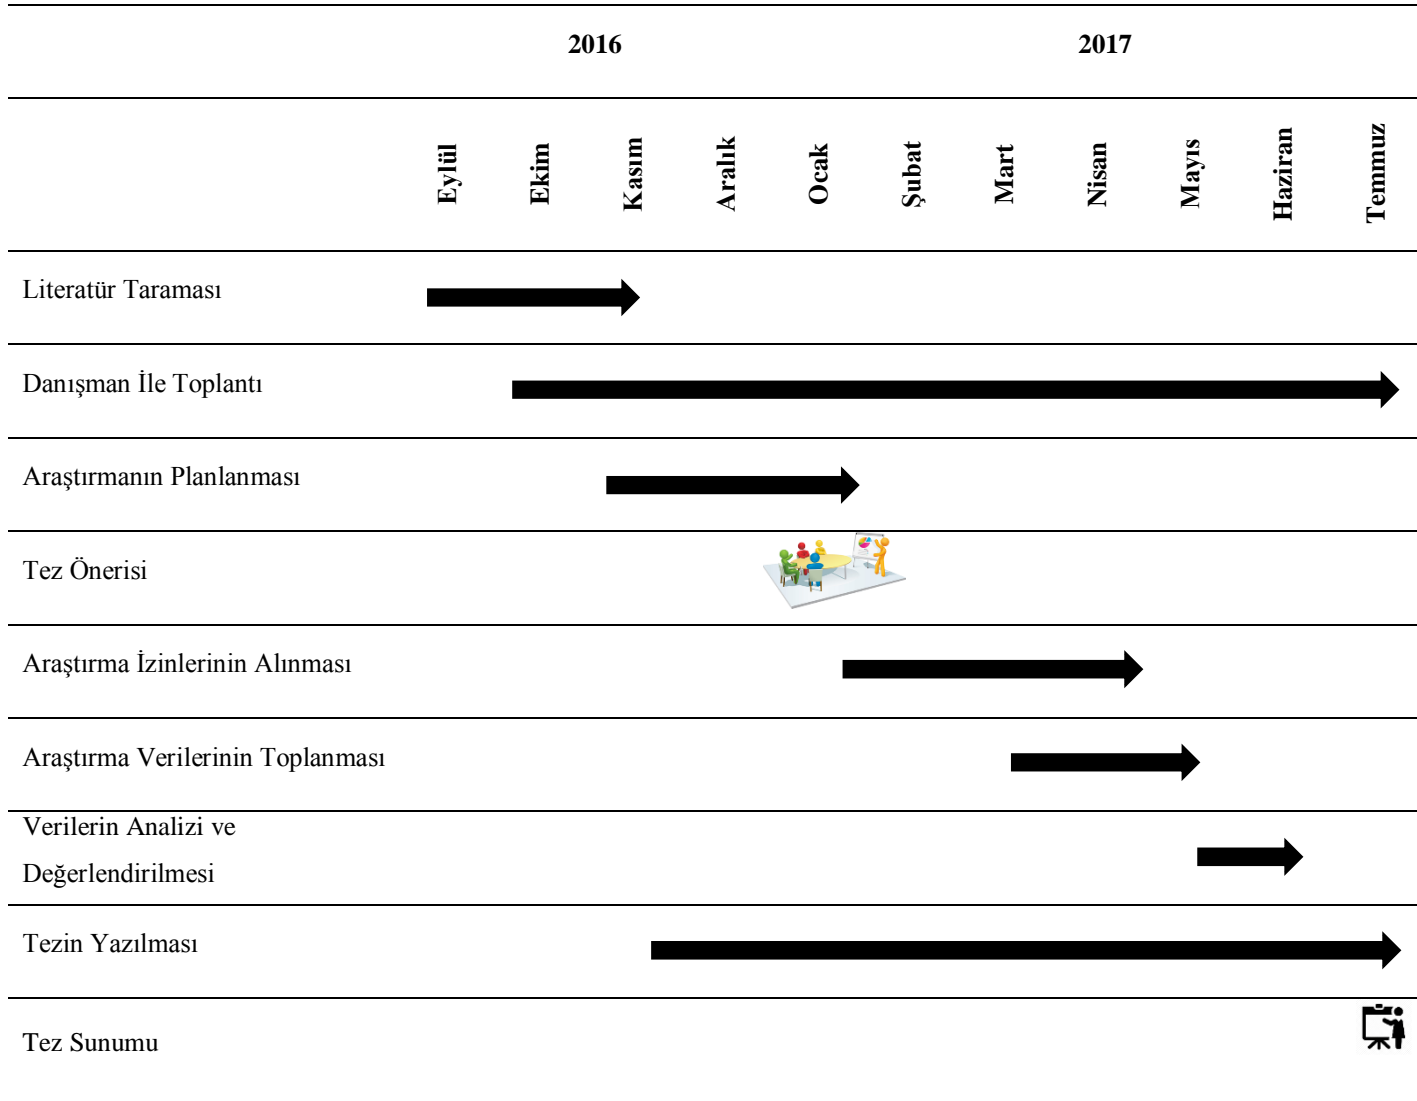 2016 2017
Eylül Ekim Kasım Aralık Ocak Şubat Mart Nisan Mayıs Haziran Temmuz
Literatür Taraması
Danışman İle Toplantı
Araştırmanın Planlanması
Tez Önerisi
Araştırma İzinlerinin Alınması
Araştırma Verilerinin Toplanması
Verilerin Analizi ve
Değerlendirilmesi
Tezin Yazılması
Tez Sunumu